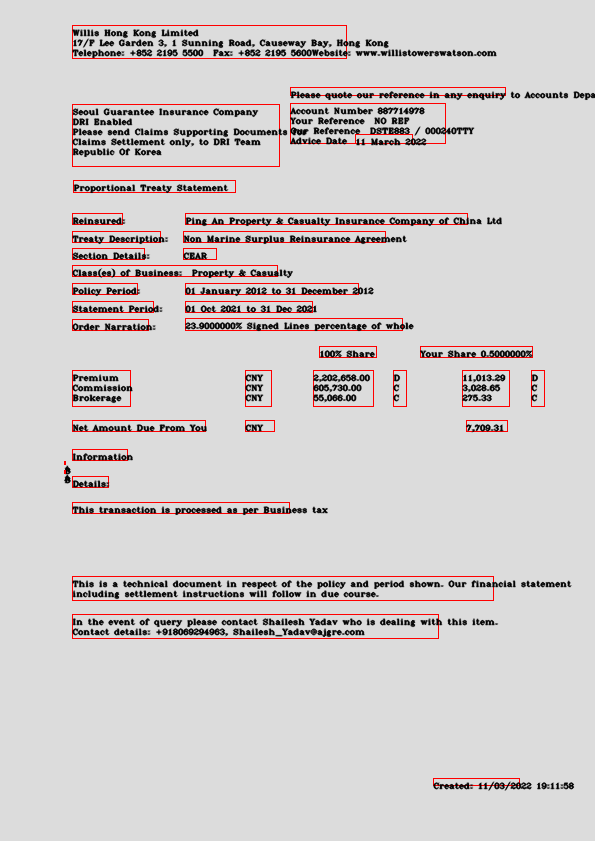 Willis Hong Kong Limited
17/F Lee Garden 3, 1 Sunning Road, Causeway Bay, Hong Kong
Telephone: +852 2195 5500 Fax: +852 2195 5600Website: www.willistowerswatson.com
Please quote our reference in any enquiry to Accounts Depa
Seoul Guarantee Insurance Company
DRI Enabled
Please send Claims Supporting Documents for
Claims Settlement only, to DRI Team
Republic Of Korea
Account Number 887714978
Your Reference NO REF
Our Reference DSTE883 / 000240TTY
Advice Date 11 March 2022
Proportional Treaty Statement
Reinsured: Ping An Property & Casualty Insurance Company of China Ltd
Treaty Description: Non Marine Surplus Reinsurance Agreement
Section Details: CEAR
Class(es) of Business: Property & Casualty
Policy Period: 01 January 2012 to 31 December 2012
Statement Period: 01 Oct 2021 to 31 Dec 2021
Order Narration: 23.9000000% Signed Lines percentage of whole
100% Share Your Share 0.5000000%
Premium CNY 2,202,658.00 D 11,013.29 D
Commission CNY 605,730.00 C 3,028.65 C
Brokerage CNY 55,066.00 C 275.33 C
Net Amount Due From You CNY 7,709.31
Information
Details:
This transaction is processed as per Business tax
This is a technical document in respect of the policy and period shown. Our financial statement
including settlement instructions will follow in due course.
In the event of query please contact Shailesh Yadav who is dealing with this item.
Contact details: +918069294963, Shailesh_Yadav@ajgre.com
Created: 11/03/2022 19:11:58